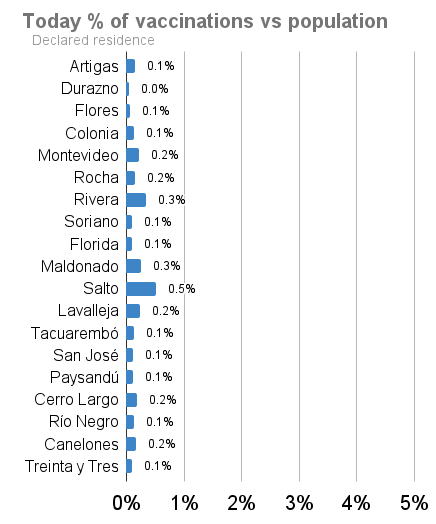 Today % of vaccinations vs population
Declared residence
Artigas 0.1%
Durazno 0.0%
Flores 0.1%
Colonia 0.1%
Montevideo 0.2%
Rocha 0.2%
Rivera 0.3%
Soriano 0.1%
Florida 0.1%
Maldonado 0.3%
Salto 0.5%
Lavalleja 0.2%
Tacuarembó 0.1%
San José 0.1%
Paysandú 0.1%
Cerro Largo 0.2%
Río Negro 0.1%
Canelones 0.2%
Treinta y Tres 0.1%
0% 1% 2% 3% 4% 5%